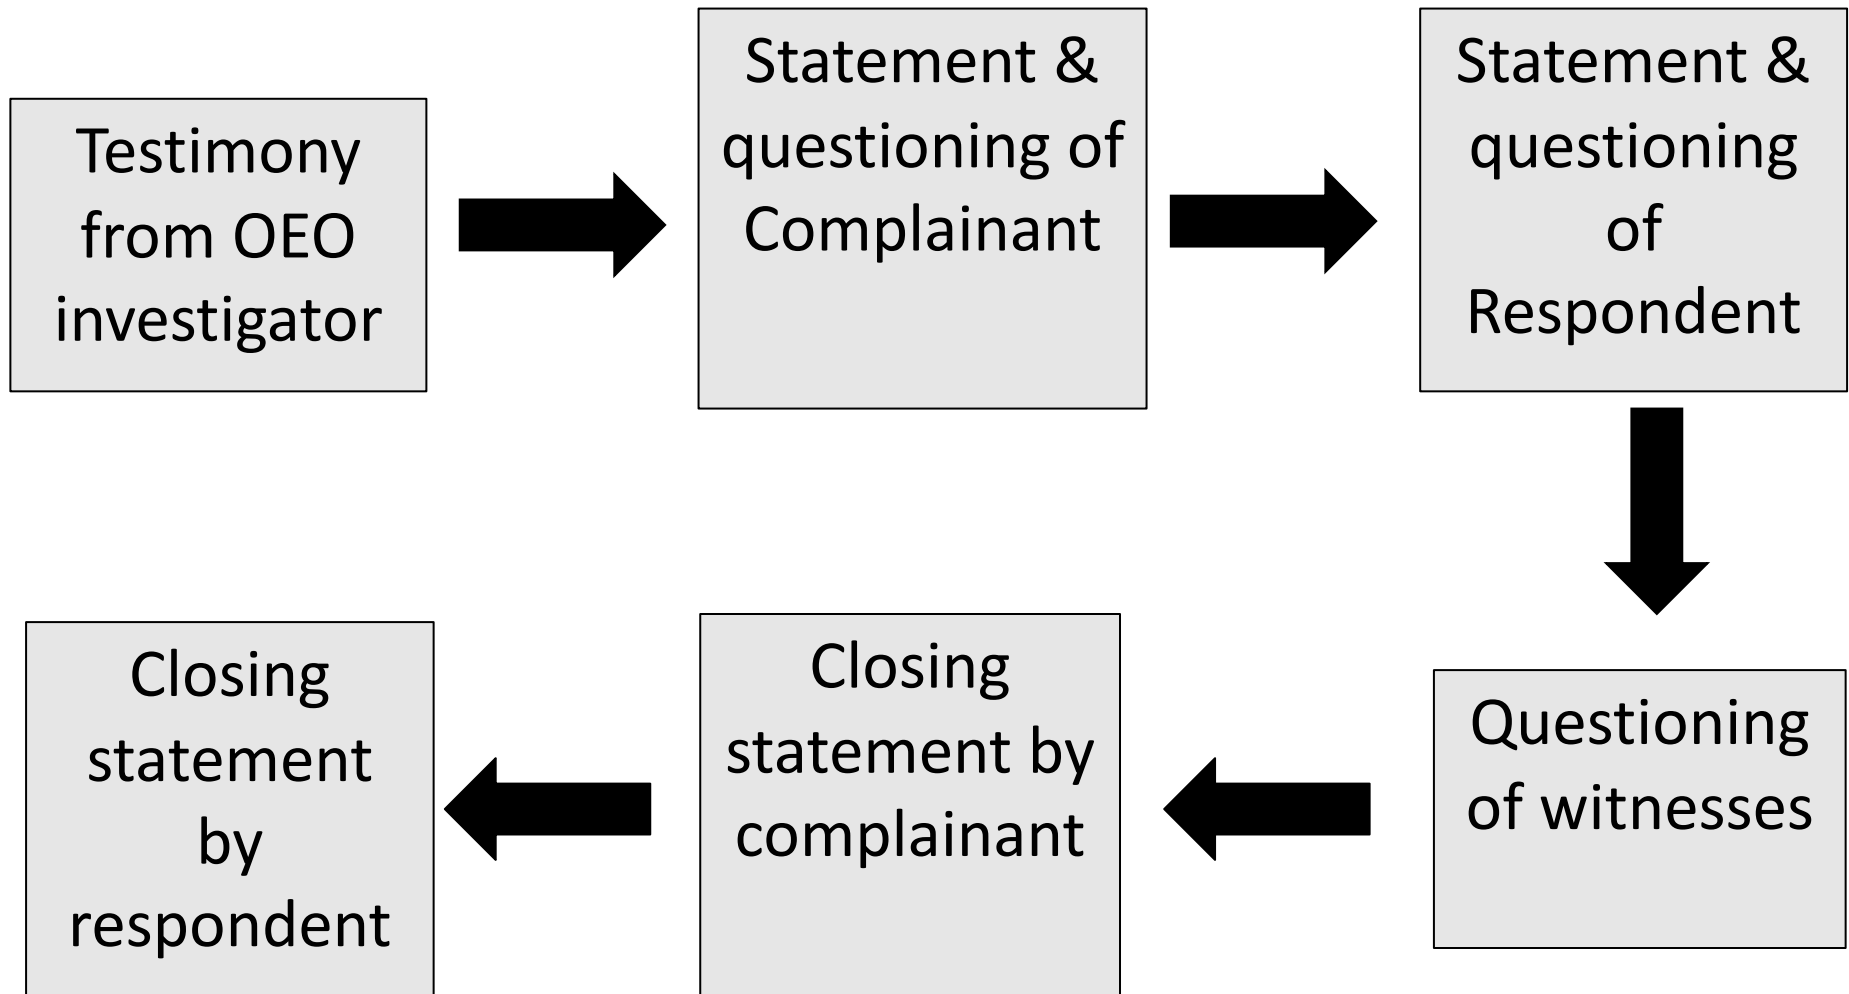 Testimony
from OEO
investigator
Statement &
questioning of
Complainant
Statement &
questioning
of
Respondent
Questioning
of witnesses
Closing
statement by
complainant
Closing
statement
by
respondent